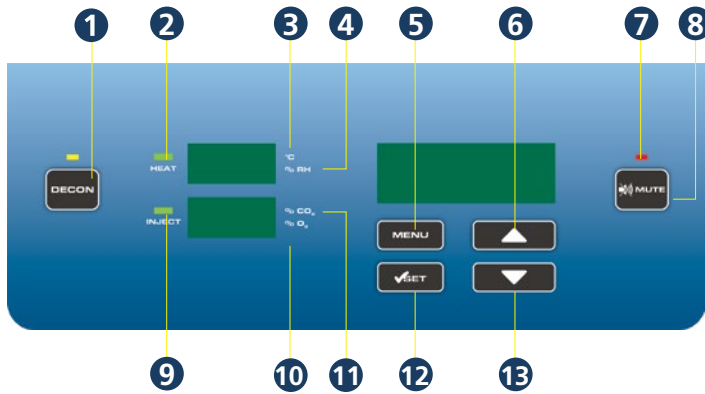 1 2 3 4 5 6 7 8
°C
HEAT % RH
DECON MUTE
% CO₂
INJECT % O₂
MENU
SET
9 10 11 12 13